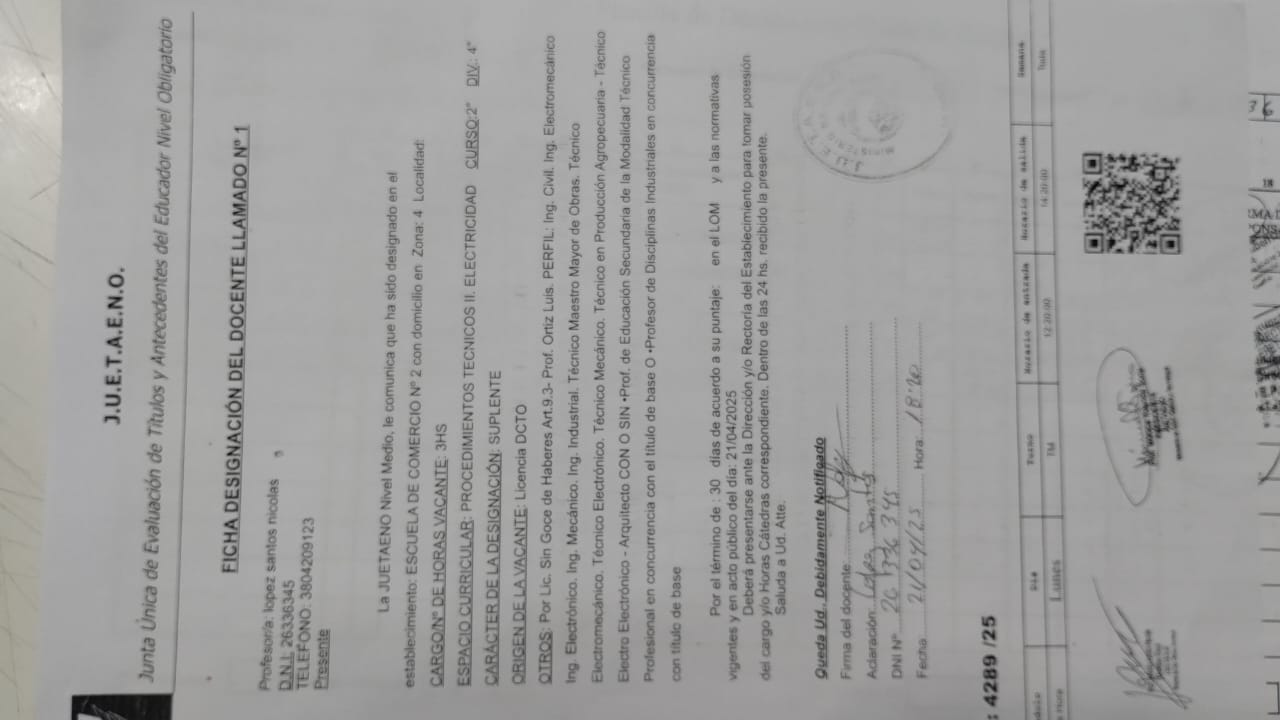 J.U.E.T.A.E.N.O.
Junta Única de Evaluación de Títulos y Antecedentes del Educador Nivel Obligatorio
FICHA DESIGNACIÓN DEL DOCENTE LLAMADO Nº 1
Profesor/a: lopez santos nicolas
D.N.I. 26336345
TELEFONO: 3804209123
Presente
La JUETAENO Nivel Medio, le comunica que ha sido designado en el
establecimiento: ESCUELA DE COMERCIO Nº 2 con domicilio en Zona: 4 Localidad:
CARGO/Nº DE HORAS VACANTE: 3HS
ESPACIO CURRICULAR: PROCEDIMIENTOS TECNICOS II. ELECTRICIDAD CURSO:2° DIV.: 4°
CARÁCTER DE LA DESIGNACIÓN: SUPLENTE
ORIGEN DE LA VACANTE: Licencia DCTO
OTROS: Por Lic. Sin Goce de Haberes Art.9.3- Prof. Ortiz Luis. PERFIL: Ing. Civil. Ing. Electromecánico
Ing. Electrónico. Ing. Mecánico. Ing. Industrial. Técnico Maestro Mayor de Obras. Técnico
Electromecánico. Técnico Electrónico. Técnico Mecánico. Técnico en Producción Agropecuaria - Técnico
Electro Electrónico - Arquitecto CON O SIN •Prof. de Educación Secundaria de la Modalidad Técnico
Profesional en concurrencia con el título de base O •Profesor de Disciplinas Industriales en concurrencia
con título de base
Por el término de : 30 días de acuerdo a su puntaje: en el LOM y a las normativas
vigentes y en acto público del día: 21/04/2025
Deberá presentarse ante la Dirección y/o Rectoría del Establecimiento para tomar posesión
del cargo y/o Horas Cátedras correspondiente. Dentro de las 24 hs. recibido la presente.
Saluda a Ud. Atte.
Queda Ud. Debidamente Notificado
Firma del docente
Aclaración Lopez Santos
DNI Nº 26 336 345
Fecha 21/04/25 Hora: 18:20
: 4289 /25
Dia Turno Horario de entrada Horario de salida Semana
Lunes TM 12:20:00 14:20:00 Toda
J.U.E.T.A.E.
MINISTERIO